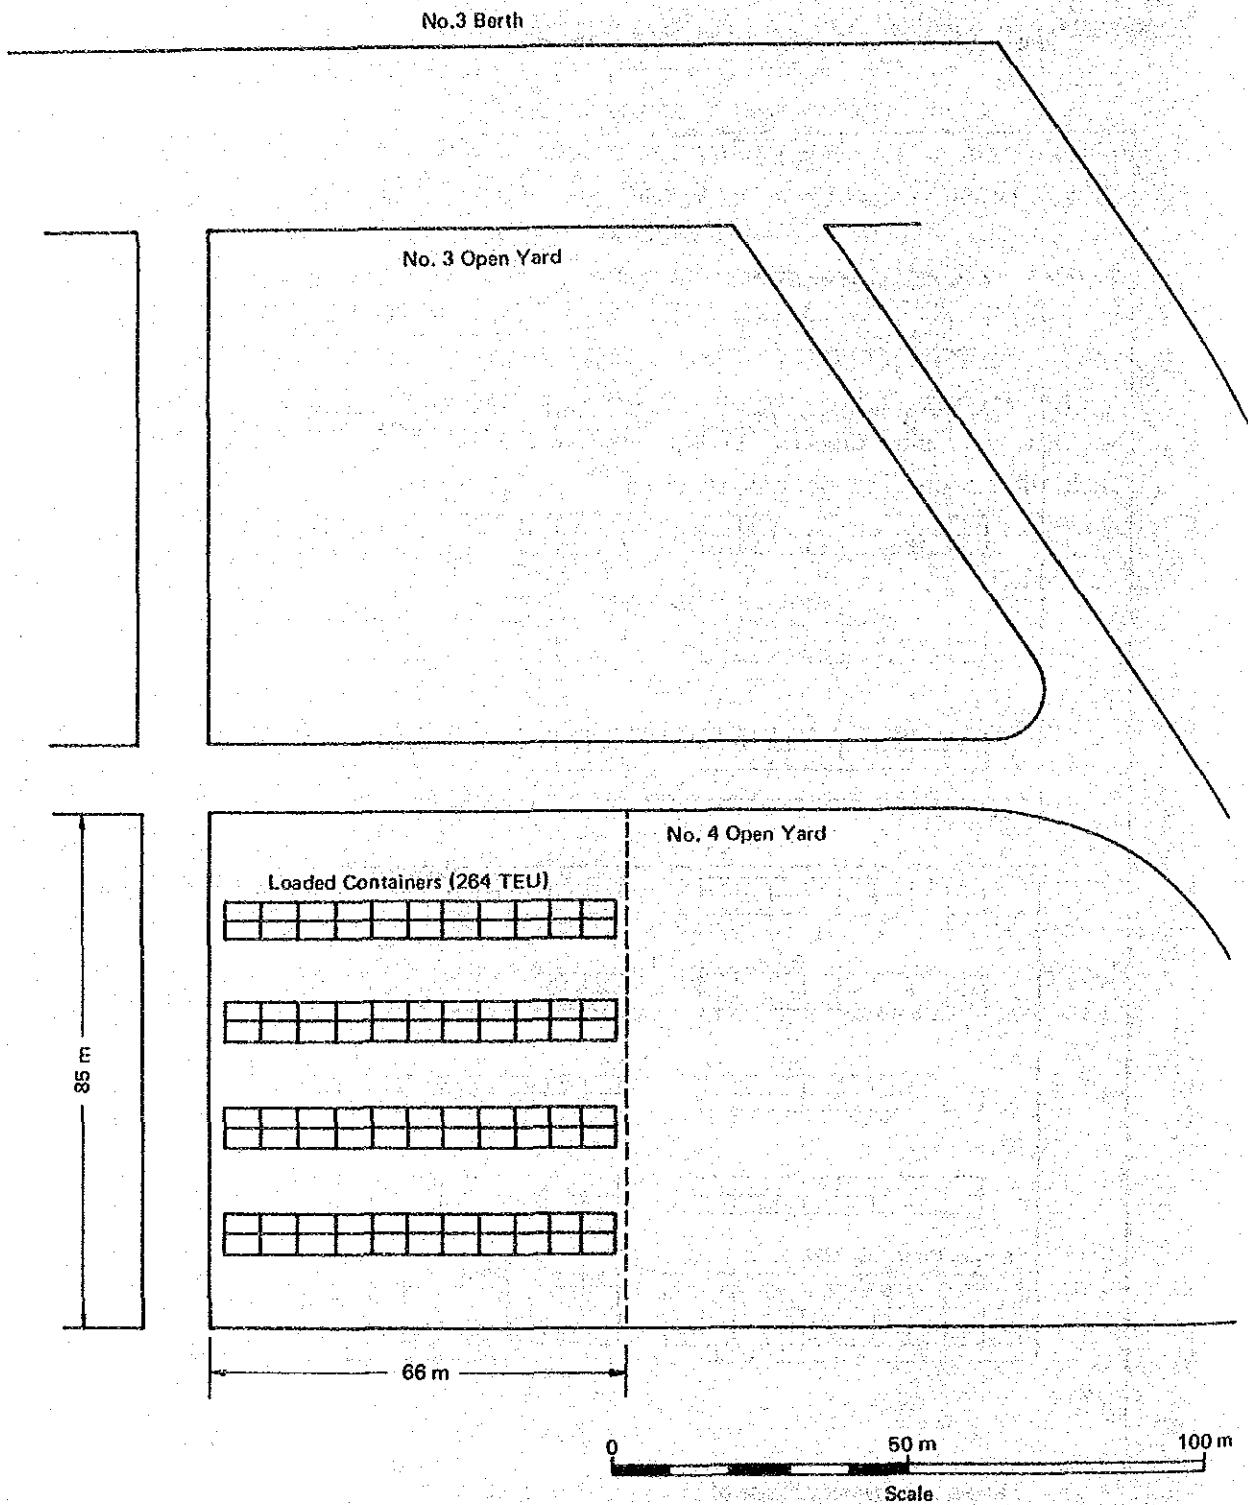 No.3 Berth
No. 3 Open Yard
No. 4 Open Yard
Loaded Containers (264 TEU)
85 m
66 m
0 50 m 100 m
Scale